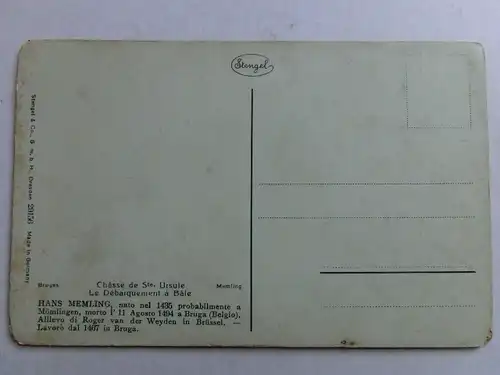 Stengel
Stengel & Co., G. m. b. H., Dresden 29156 Made in Germany
Bruges Châsse de Ste. Ursule Memling
Le Débarquement à Bâle
HANS MEMLING, nato nel 1435 probabilmente a
Mömlingen, morto l' 11 Agosto 1494 a Bruga (Belgio),
Allievo di Roger van der Weyden in Brüssel. —
Lavorò dal 1467 in Bruga.